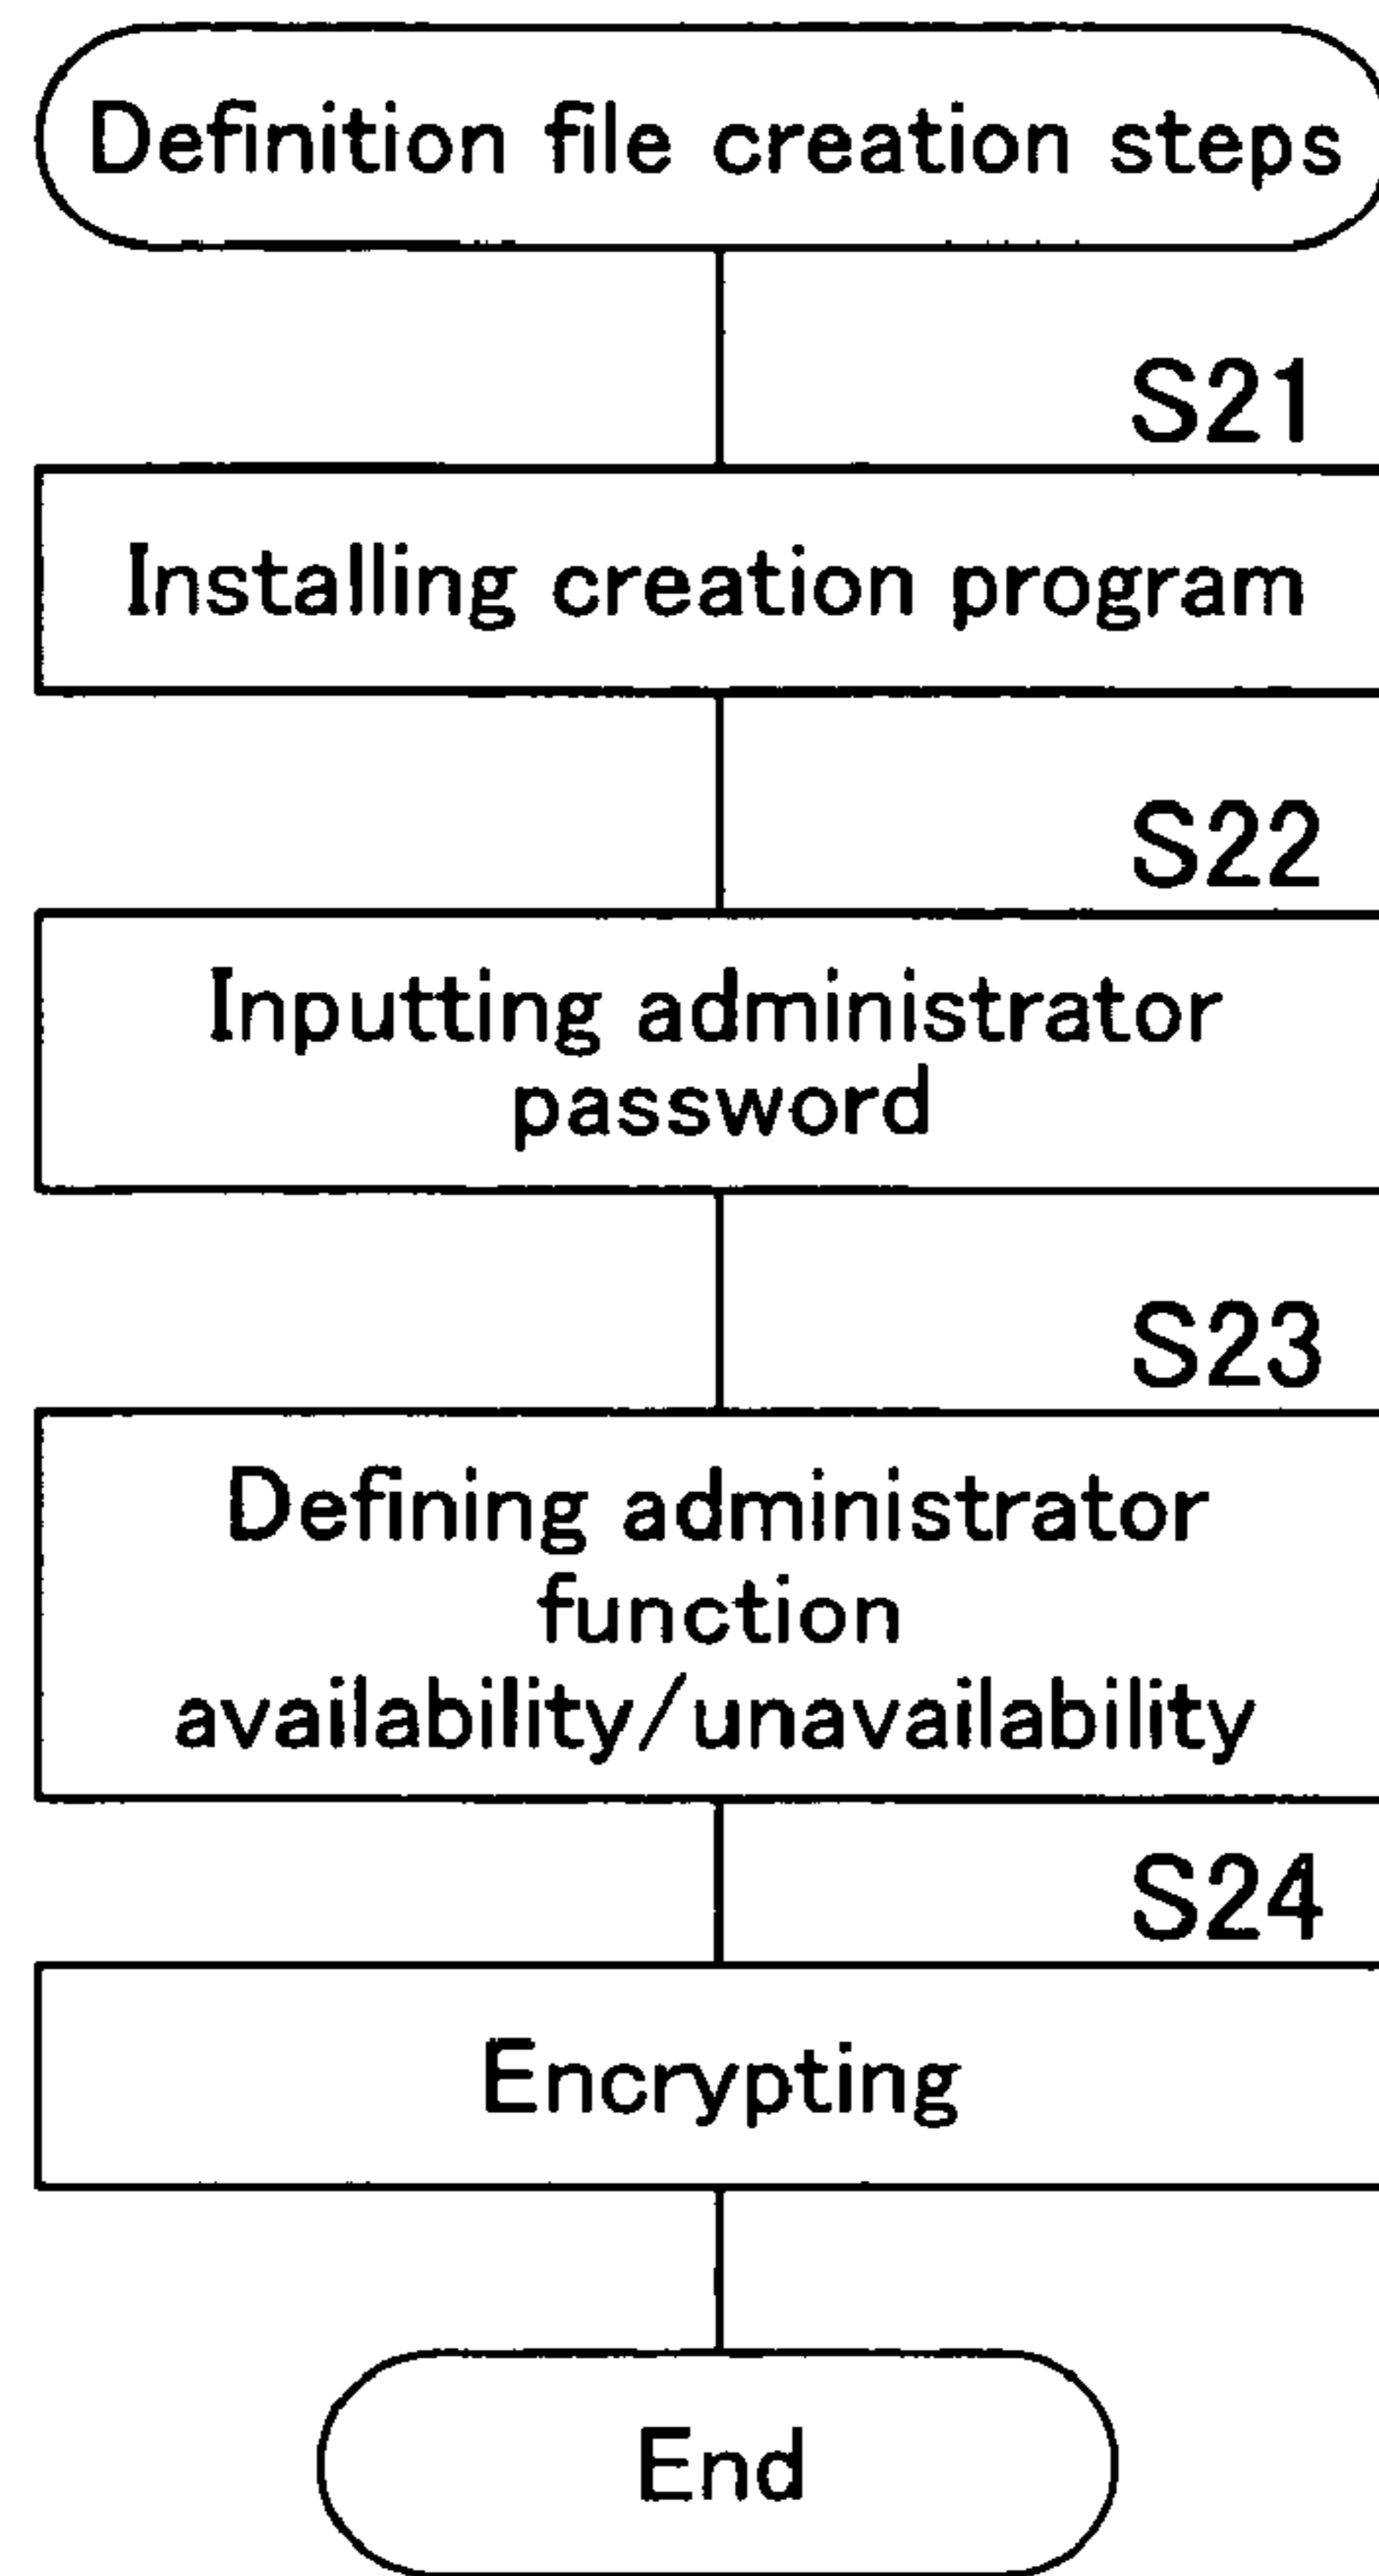 Definition file creation steps
S21
Installing creation program
S22
Inputting administrator
password
S23
Defining administrator
function
availability/unavailability
S24
Encrypting
End